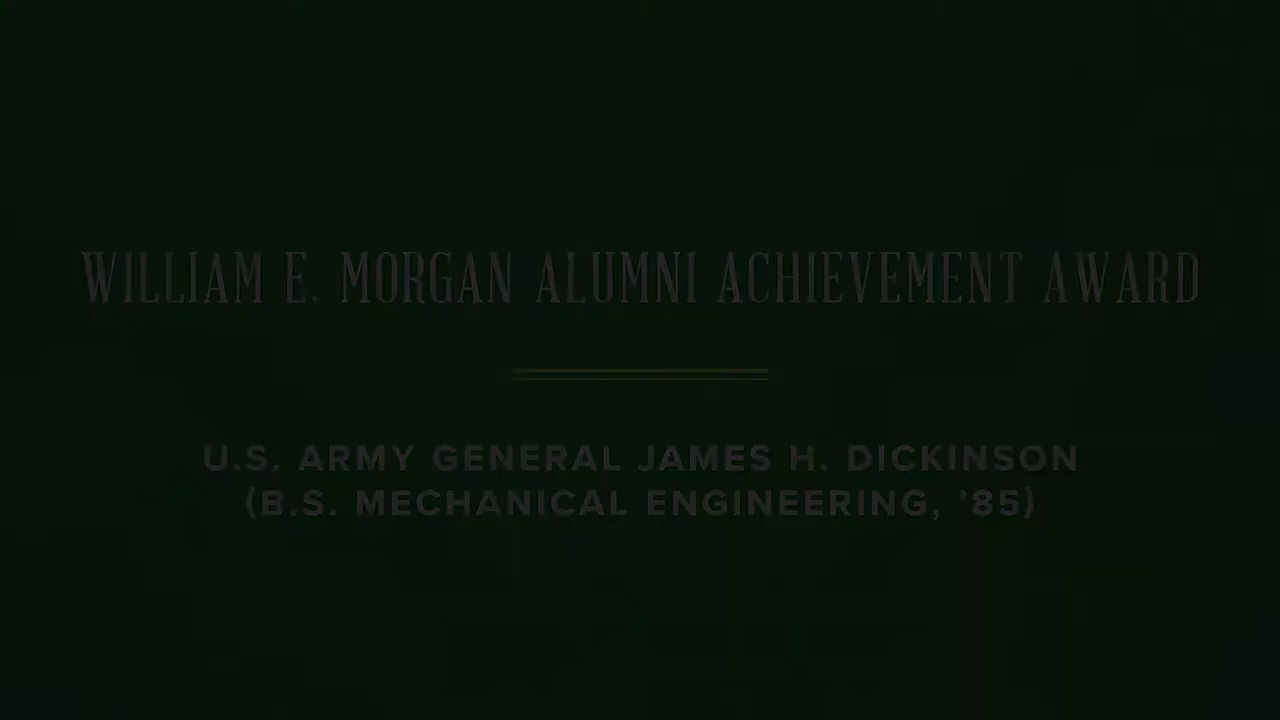 WILLIAM E. MORGAN ALUMNI ACHIEVEMENT AWARD
U.S. ARMY GENERAL JAMES H. DICKINSON
(B.S. MECHANICAL ENGINEERING, ’85)